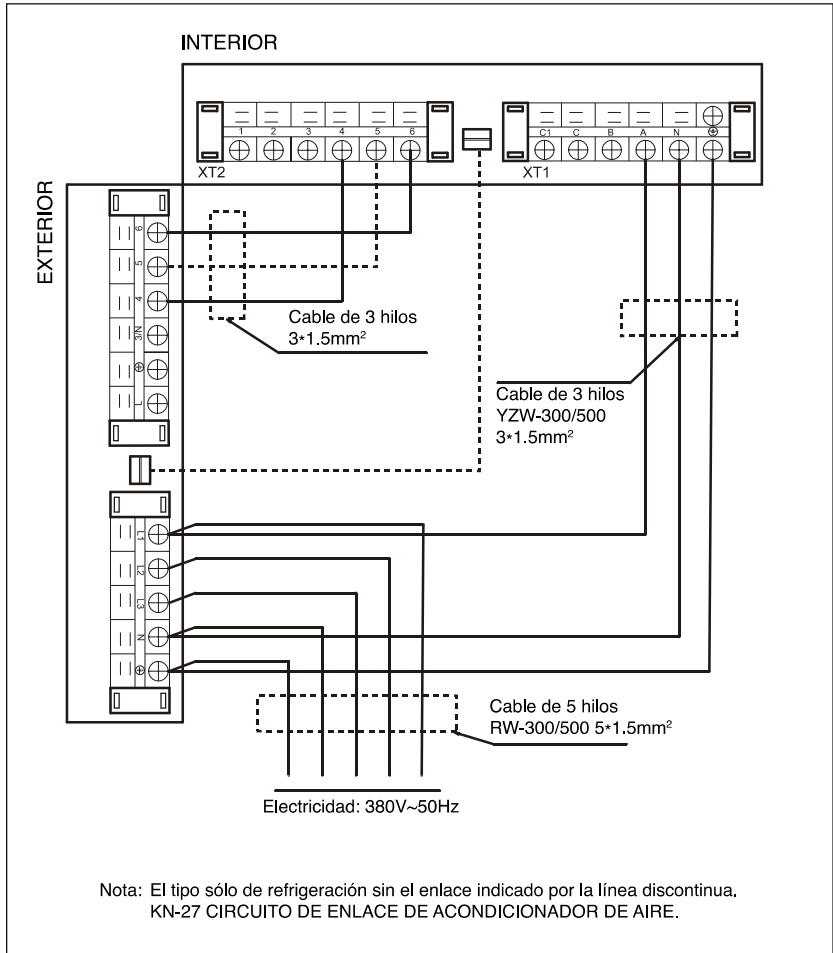 INTERIOR
1 2 3 4 5 6
C1 C B A N
XT2
XT1
EXTERIOR
6
5
4
3/N
L
Cable de 3 hilos
3*1.5mm²
Cable de 3 hilos
YZW-300/500
3*1.5mm²
L1
L2
L3
N
Cable de 5 hilos
RW-300/500 5*1.5mm²
Electricidad: 380V~50Hz
Nota: El tipo sólo de refrigeración sin el enlace indicado por la línea discontinua.
KN-27 CIRCUITO DE ENLACE DE ACONDICIONADOR DE AIRE.